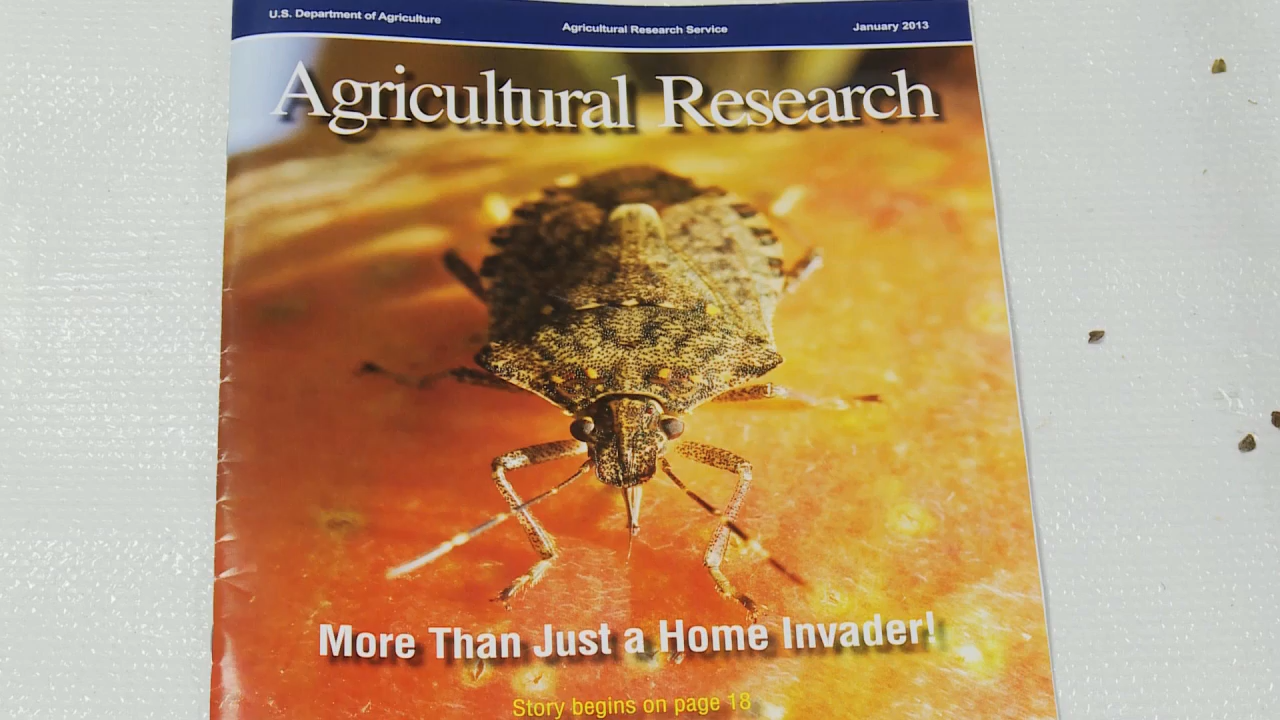 U.S. Department of Agriculture
Agricultural Research Service
January 2013
Agricultural Research
More Than Just a Home Invader!
Story begins on page 18